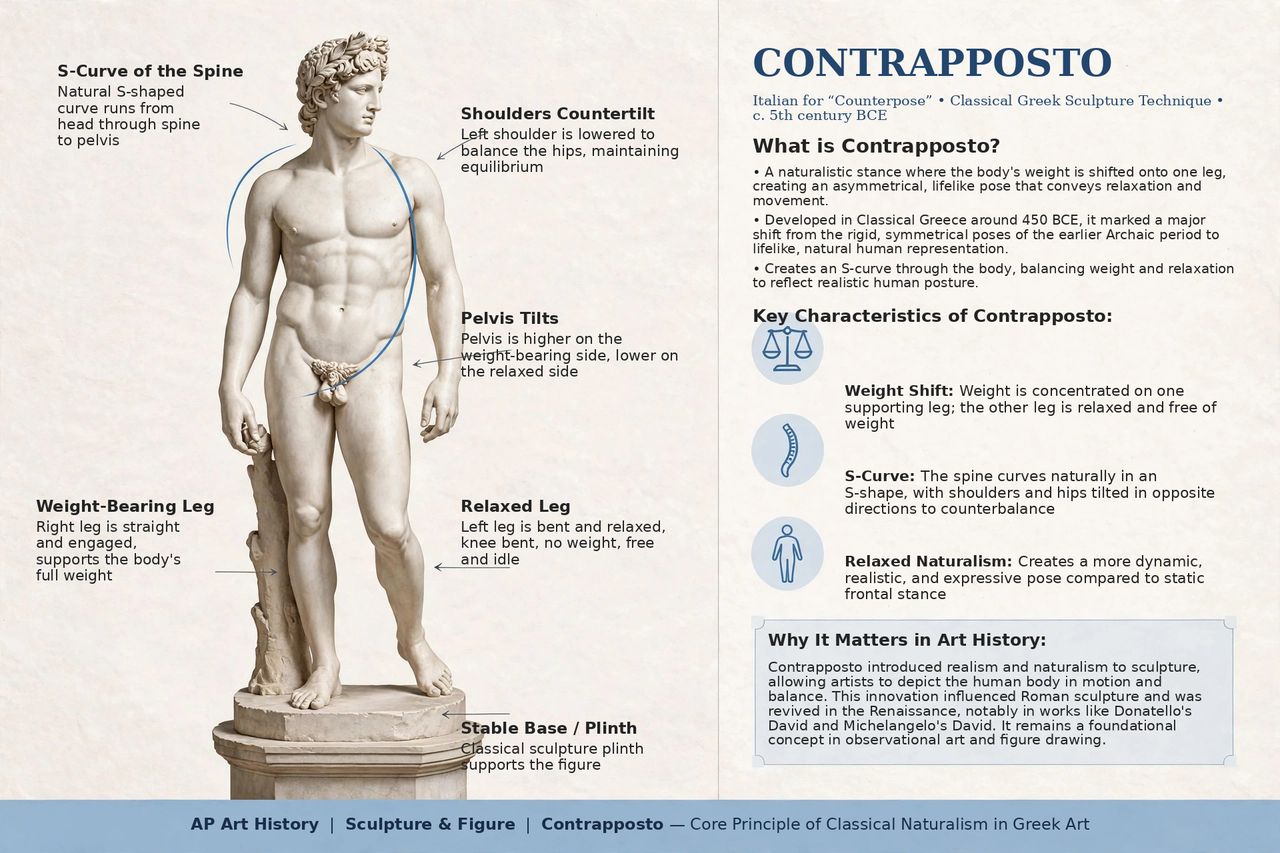 S-Curve of the Spine
Natural S-shaped
curve runs from
head through spine
to pelvis
Shoulders Countertilt
Left shoulder is lowered to
balance the hips, maintaining
equilibrium
Pelvis Tilts
Pelvis is higher on the
weight-bearing side, lower on
the relaxed side
Weight-Bearing Leg
Right leg is straight
and engaged,
supports the body's
full weight
Relaxed Leg
Left leg is bent and relaxed,
knee bent, no weight, free
and idle
Stable Base / Plinth
Classical sculpture plinth
supports the figure
CONTRAPPOSTO
Italian for “Counterpose” • Classical Greek Sculpture Technique •
c. 5th century BCE
What is Contrapposto?
• A naturalistic stance where the body's weight is shifted onto one leg,
creating an asymmetrical, lifelike pose that conveys relaxation and
movement.
• Developed in Classical Greece around 450 BCE, it marked a major
shift from the rigid, symmetrical poses of the earlier Archaic period to
lifelike, natural human representation.
• Creates an S-curve through the body, balancing weight and relaxation
to reflect realistic human posture.
Key Characteristics of Contrapposto:
Weight Shift: Weight is concentrated on one
supporting leg; the other leg is relaxed and free of
weight
S-Curve: The spine curves naturally in an
S-shape, with shoulders and hips tilted in opposite
directions to counterbalance
Relaxed Naturalism: Creates a more dynamic,
realistic, and expressive pose compared to static
frontal stance
Why It Matters in Art History:
Contrapposto introduced realism and naturalism to sculpture,
allowing artists to depict the human body in motion and
balance. This innovation influenced Roman sculpture and was
revived in the Renaissance, notably in works like Donatello's
David and Michelangelo's David. It remains a foundational
concept in observational art and figure drawing.
AP Art History | Sculpture & Figure | Contrapposto — Core Principle of Classical Naturalism in Greek Art